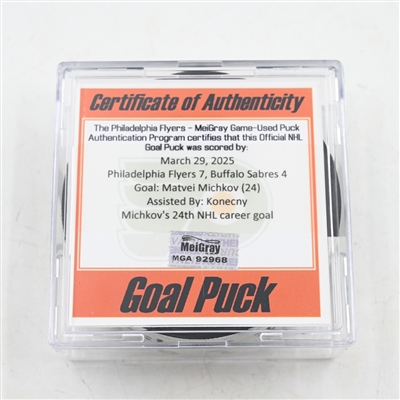 Certificate of Authenticity
The Philadelphia Flyers - MeiGray Game-Used Puck
Authentication Program certifies that this Official NHL
Goal Puck was scored by:
March 29, 2025
Philadelphia Flyers 7, Buffalo Sabres 4
Goal: Matvei Michkov (24)
Assisted By: Konecny
Michkov's 24th NHL career goal
MeiGray
MGA 92968
Goal Puck